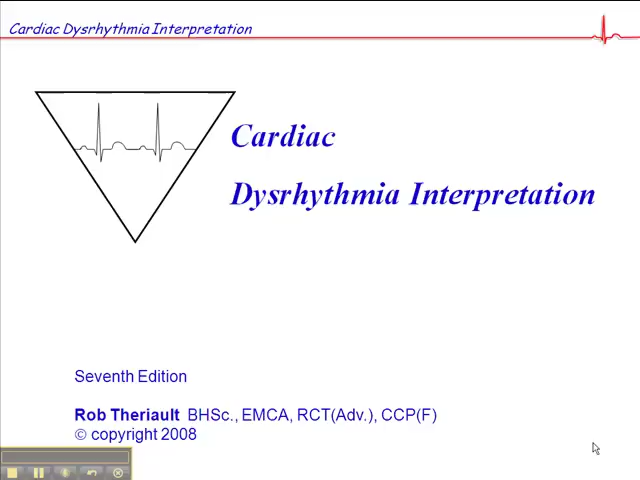 Cardiac Dysrhythmia Interpretation
Cardiac
Dysrhythmia Interpretation
Seventh Edition
Rob Theriault BHSc., EMCA, RCT(Adv.), CCP(F)
© copyright 2008